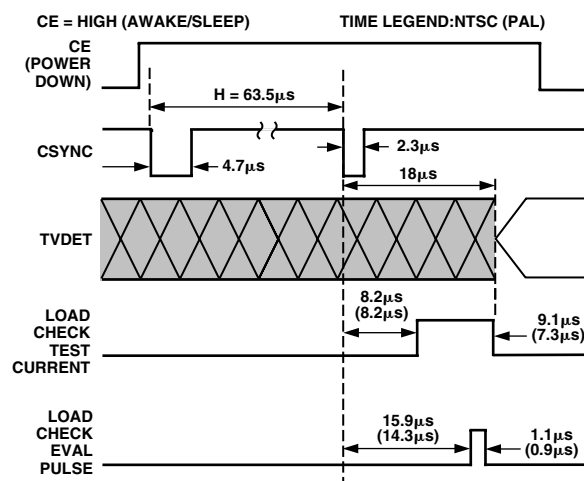 CE = HIGH (AWAKE/SLEEP)
TIME LEGEND:NTSC (PAL)
CE
(POWER
DOWN)
H = 63.5µs
CSYNC
4.7µs
2.3µs
18µs
TVDET
LOAD
CHECK
TEST
CURRENT
8.2µs
(8.2µs)
9.1µs
(7.3µs)
LOAD
CHECK
EVAL
PULSE
15.9µs
(14.3µs)
1.1µs
(0.9µs)